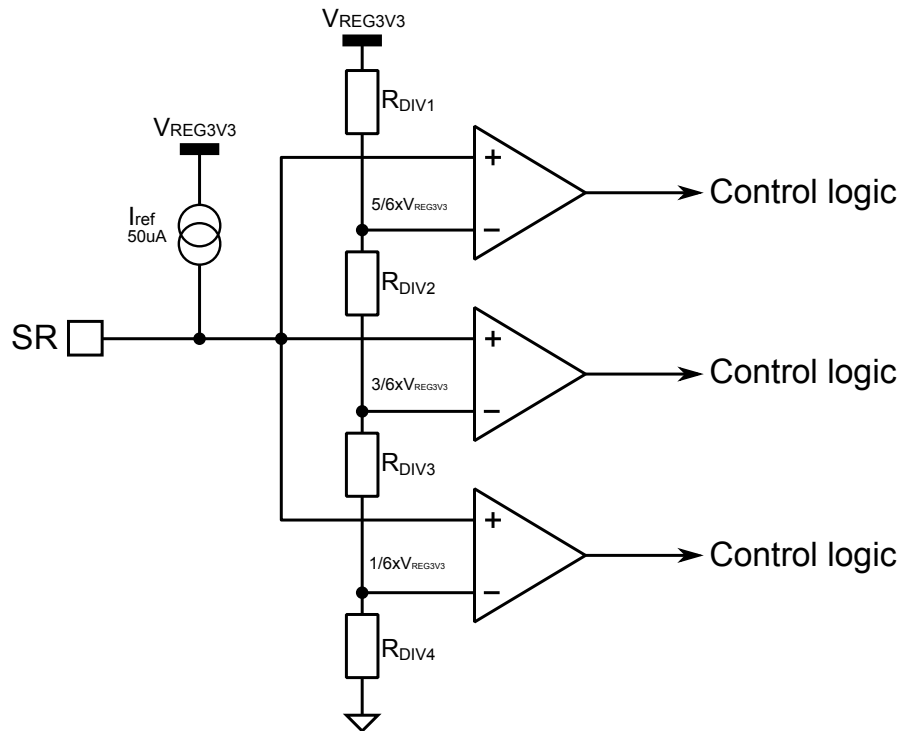 VREG3V3
RDIV1
VREG3V3
+
Control logic
5/6xVREG3V3
Iref
50uA
−
RDIV2
SR
+
Control logic
3/6xVREG3V3
−
RDIV3
+
Control logic
1/6xVREG3V3
−
RDIV4